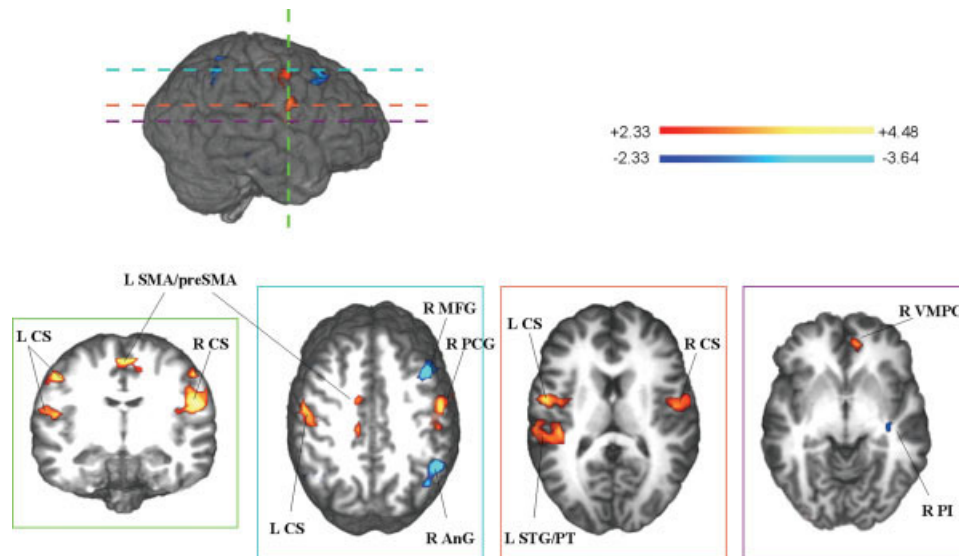 +2.33 +4.48
-2.33 -3.64
L SMA/preSMA
L CS
R CS
R MFG
R PCG
L CS
R AnG
L CS
R CS
L STG/PT
R VMPC
R PI